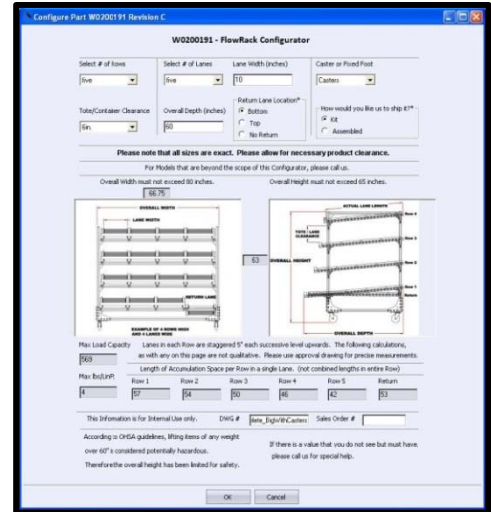 Configure Part W0200191 Revision C
W0200191 - FlowRack Configurator
Select # of Rows
Select # of Lanes
Lane Width (inches)
Caster or Fixed Foot
five
five
10
Casters
Tote/Container Clearance
Overall Depth (inches)
Return Lane Location*
How would you like us to ship it?*
6in
60
Bottom
Top
No Return
Kit
Assembled
Please note that all sizes are exact. Please allow for necessary product clearance.
For Models that are beyond the scope of this Configurator, please call us.
Overall Width must not exceed 80 inches.
Overall Height must not exceed 65 inches.
66.75
OVERALL WIDTH
LANE WIDTH
RETURN LANE
EXAMPLE OF 4 ROWS HIGH
AND 4 LANES WIDE
63
ACTUAL LANE LENGTH
TOTE / LANE
CLEARANCE
OVERALL HEIGHT
Row 4
Row 3
Row 2
Row 1
Return
OVERALL DEPTH
Max Load Capacity
Lanes in each Row are staggered 5" each successive level upwards. The following calculations,
569
as with any on this page are not qualitative. Please use approval drawing for precise measurements.
Length of Accumulation Space per Row in a single Lane. (not combined lengths in entire Row)
Max lbs/LinFt.
Row 1
Row 2
Row 3
Row 4
Row 5
Return
4
57
54
50
46
42
53
This Infomation is for Internal Use only.
DWG #
Sales Order #
According is OHSA guidelines, lifting items of any weight
over 60" is considered potentially hazardous.
Therefore the overall height has been limited for safety.
If there is a value that you do not see but must have,
please call us for special help.
OK
Cancel